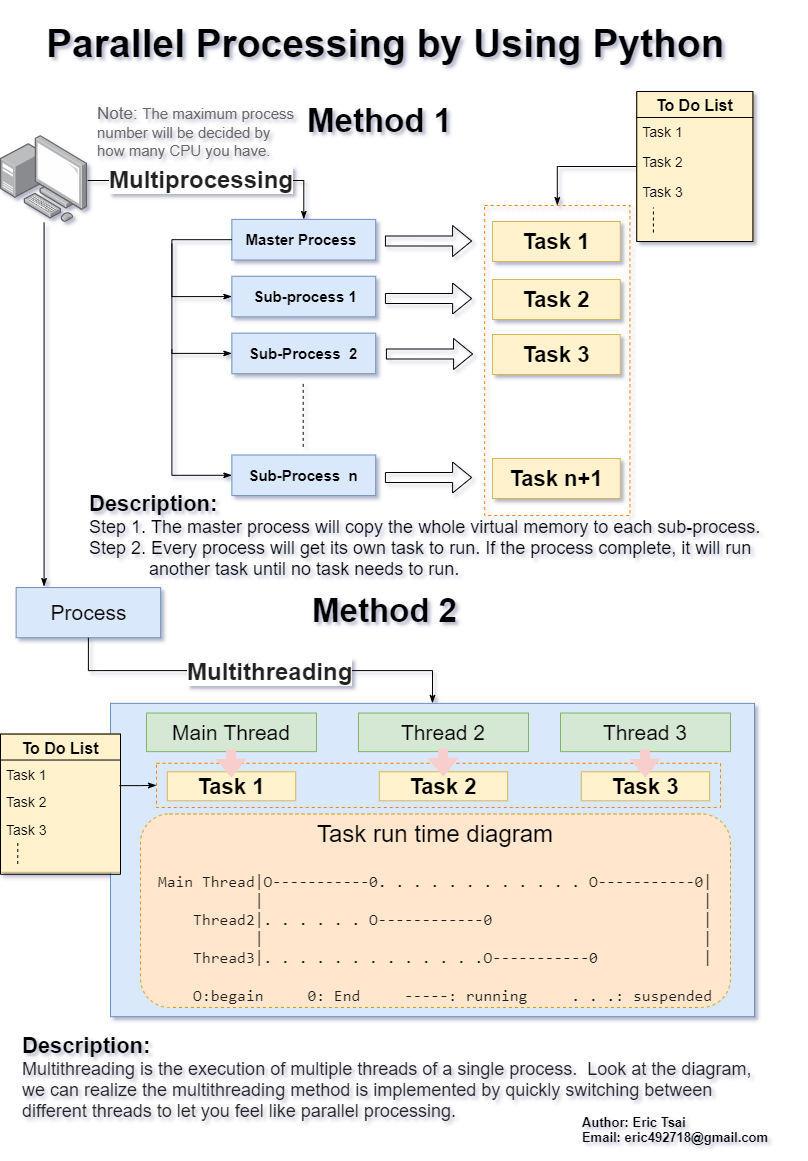 Parallel Processing by Using Python
Note: The maximum process
number will be decided by
how many CPU you have.
Method 1
To Do List
Task 1
Task 2
Task 3
Multiprocessing
Master Process
Task 1
Sub-process 1
Task 2
Sub-Process 2
Task 3
Sub-Process n
Task n+1
Description:
Step 1. The master process will copy the whole virtual memory to each sub-process.
Step 2. Every process will get its own task to run. If the process complete, it will run
another task until no task needs to run.
Process
Method 2
Multithreading
Main Thread
Thread 2
Thread 3
To Do List
Task 1
Task 2
Task 3
Task 1
Task 2
Task 3
Task run time diagram
Main Thread|O-----------0. . . . . . . . . . . . O-----------0|
| |
Thread2|. . . . . . O------------0 |
| |
Thread3|. . . . . . . . . . . . .O-----------0 |
O:begain 0: End -----: running . . .: suspended
Description:
Multithreading is the execution of multiple threads of a single process. Look at the diagram,
we can realize the multithreading method is implemented by quickly switching between
different threads to let you feel like parallel processing.
Author: Eric Tsai
Email: eric492718@gmail.com